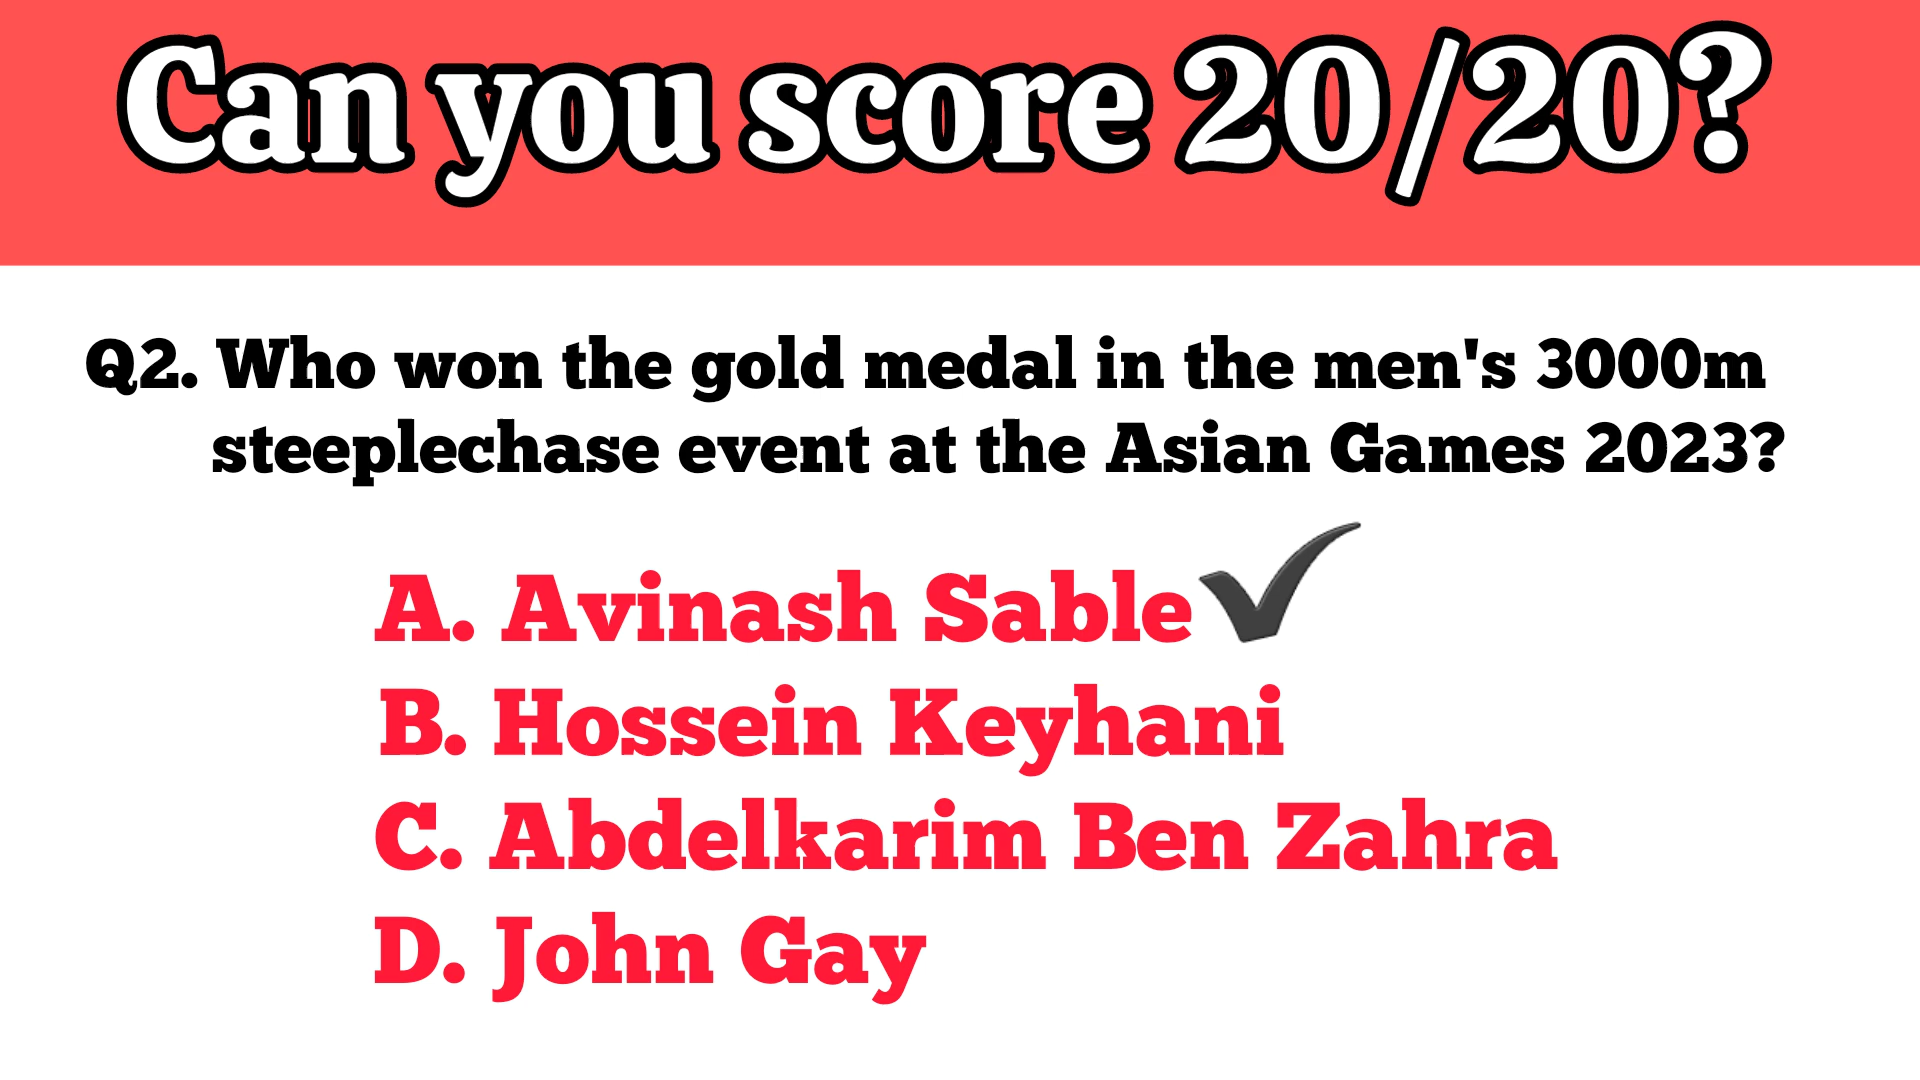 Can you score 20/20?
Q2. Who won the gold medal in the men's 3000m
steeplechase event at the Asian Games 2023?
A. Avinash Sable✔
B. Hossein Keyhani
C. Abdelkarim Ben Zahra
D. John Gay